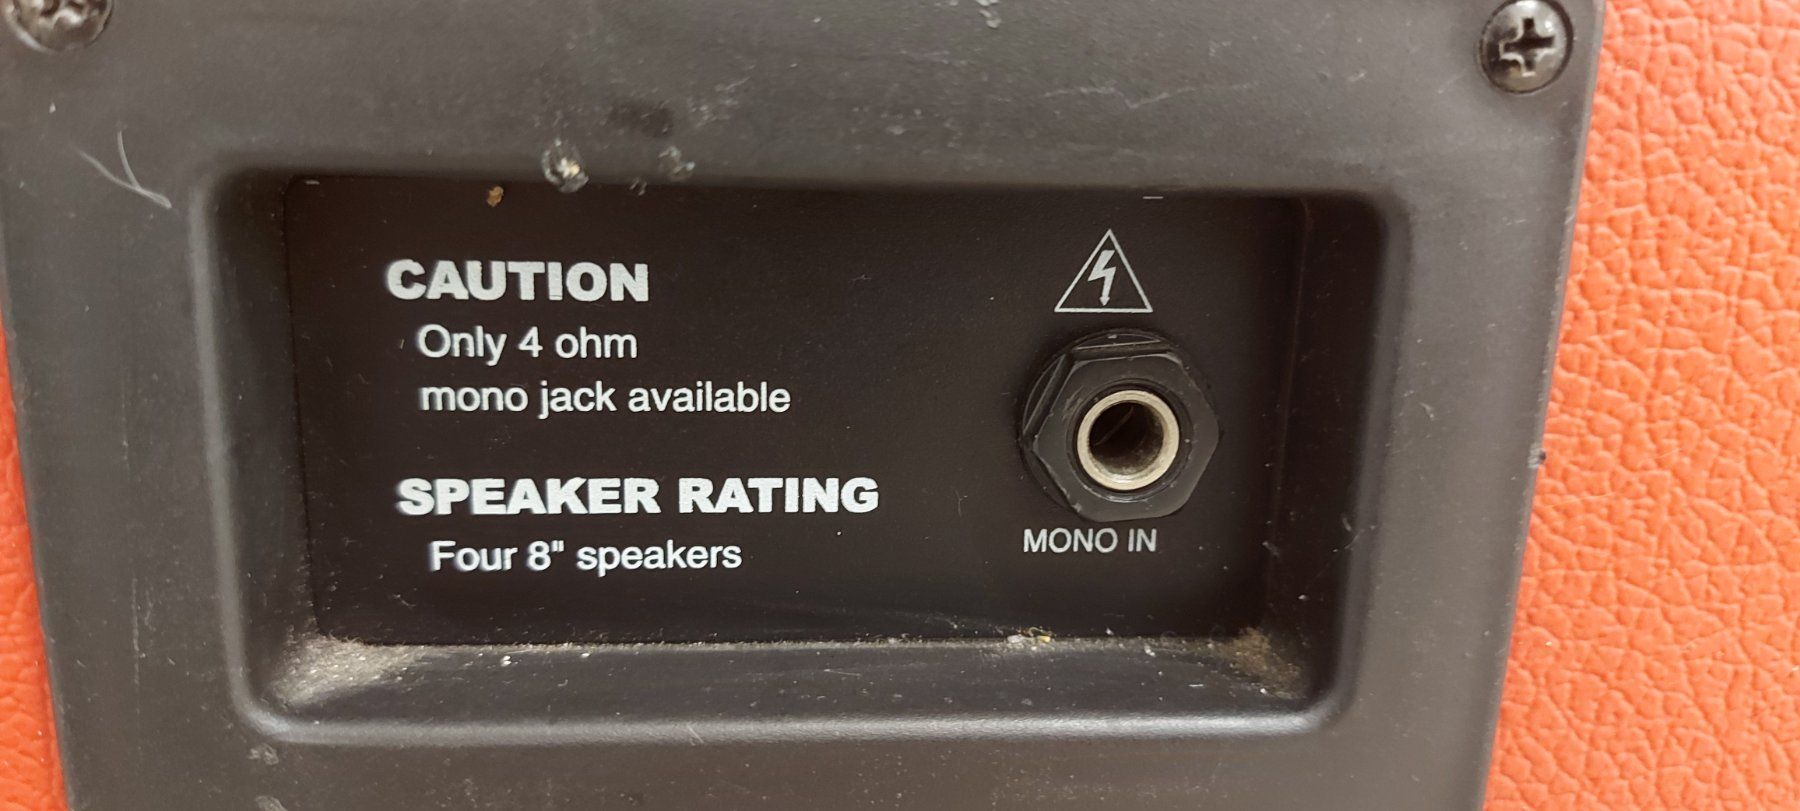 CAUTION
Only 4 ohm
mono jack available
SPEAKER RATING
Four 8" speakers
MONO IN